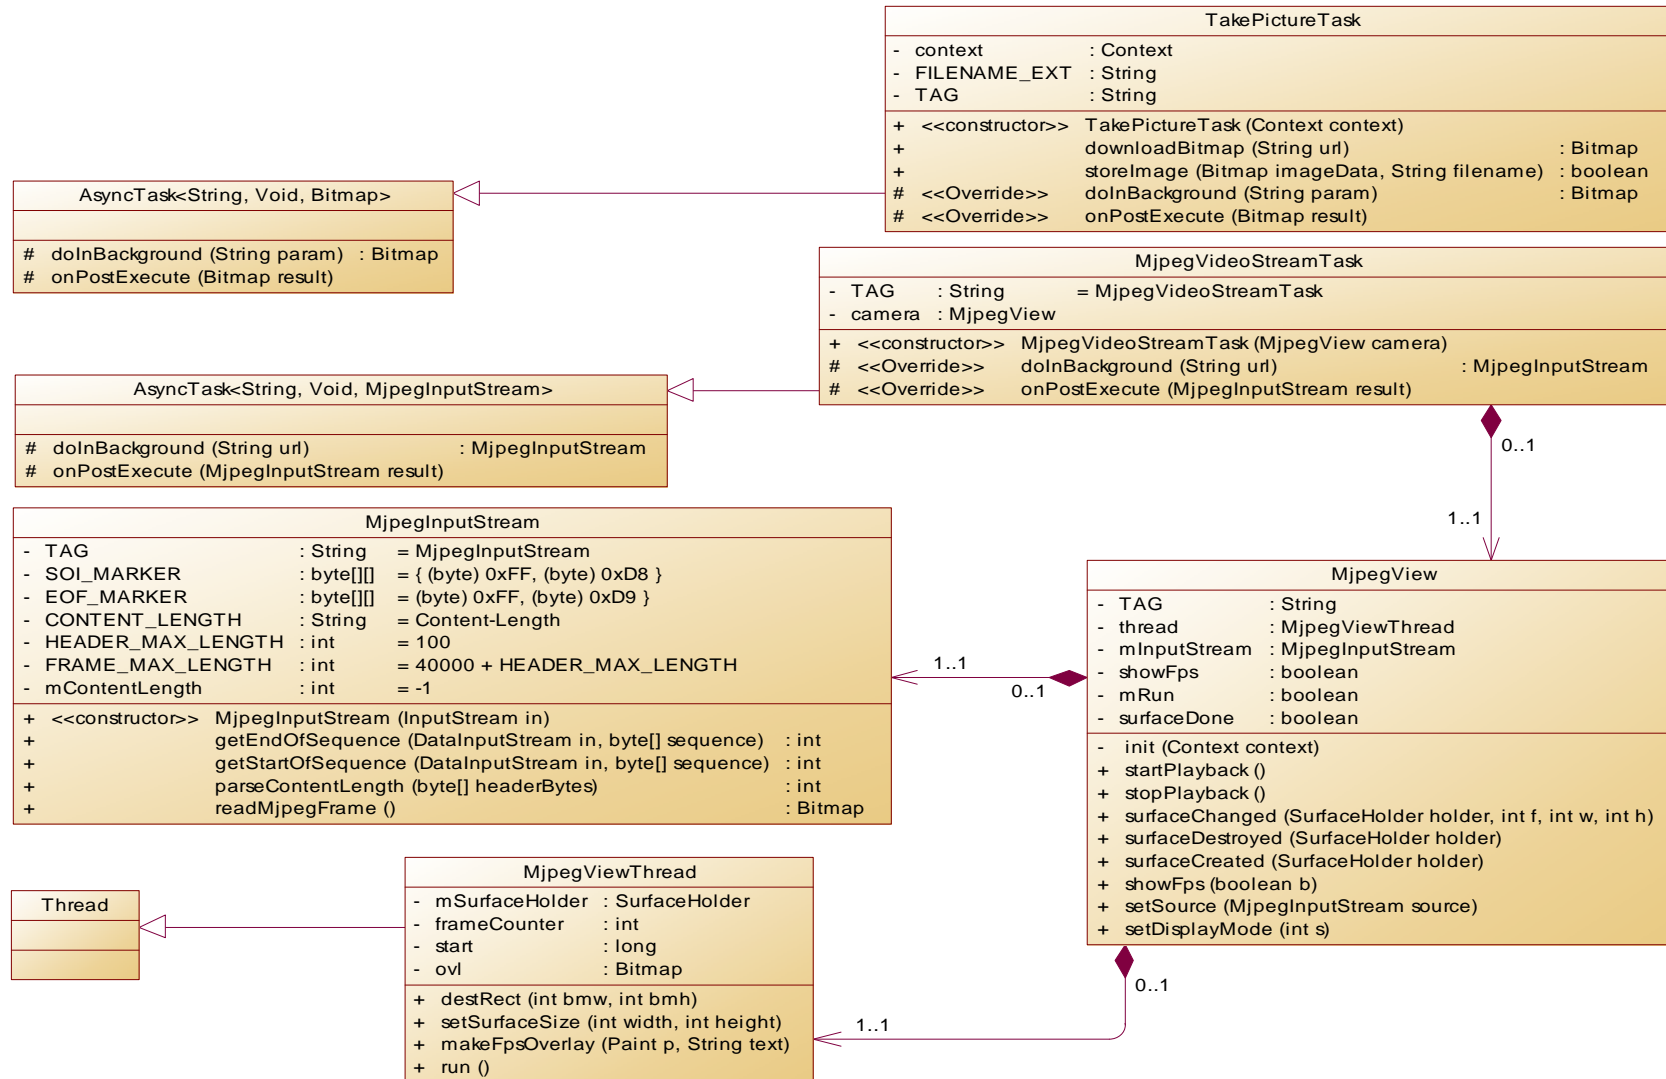 TakePictureTask
- context : Context
- FILENAME_EXT : String
- TAG : String
+ <<constructor>> TakePictureTask (Context context)
+ downloadBitmap (String url) : Bitmap
+ storeImage (Bitmap imageData, String filename) : boolean
# <<Override>> doInBackground (String param) : Bitmap
# <<Override>> onPostExecute (Bitmap result)
AsyncTask<String, Void, Bitmap>
# doInBackground (String param) : Bitmap
# onPostExecute (Bitmap result)
MjpegVideoStreamTask
- TAG : String = MjpegVideoStreamTask
- camera : MjpegView
+ <<constructor>> MjpegVideoStreamTask (MjpegView camera)
# <<Override>> doInBackground (String url) : MjpegInputStream
# <<Override>> onPostExecute (MjpegInputStream result)
AsyncTask<String, Void, MjpegInputStream>
# doInBackground (String url) : MjpegInputStream
# onPostExecute (MjpegInputStream result)
0..1
1..1
MjpegInputStream
- TAG : String = MjpegInputStream
- SOI_MARKER : byte[][] = { (byte) 0xFF, (byte) 0xD8 }
- EOF_MARKER : byte[][] = (byte) 0xFF, (byte) 0xD9 }
- CONTENT_LENGTH : String = Content-Length
- HEADER_MAX_LENGTH : int = 100
- FRAME_MAX_LENGTH : int = 40000 + HEADER_MAX_LENGTH
- mContentLength : int = -1
+ <<constructor>> MjpegInputStream (InputStream in)
+ getEndOfSequence (DataInputStream in, byte[] sequence) : int
+ getStartOfSequence (DataInputStream in, byte[] sequence) : int
+ parseContentLength (byte[] headerBytes) : int
+ readMjpegFrame () : Bitmap
1..1
0..1
MjpegView
- TAG : String
- thread : MjpegViewThread
- mInputStream : MjpegInputStream
- showFps : boolean
- mRun : boolean
- surfaceDone : boolean
- init (Context context)
+ startPlayback ()
+ stopPlayback ()
+ surfaceChanged (SurfaceHolder holder, int f, int w, int h)
+ surfaceDestroyed (SurfaceHolder holder)
+ surfaceCreated (SurfaceHolder holder)
+ showFps (boolean b)
+ setSource (MjpegInputStream source)
+ setDisplayMode (int s)
0..1
1..1
Thread
MjpegViewThread
- mSurfaceHolder : SurfaceHolder
- frameCounter : int
- start : long
- ovl : Bitmap
+ destRect (int bmw, int bmh)
+ setSurfaceSize (int width, int height)
+ makeFpsOverlay (Paint p, String text)
+ run ()